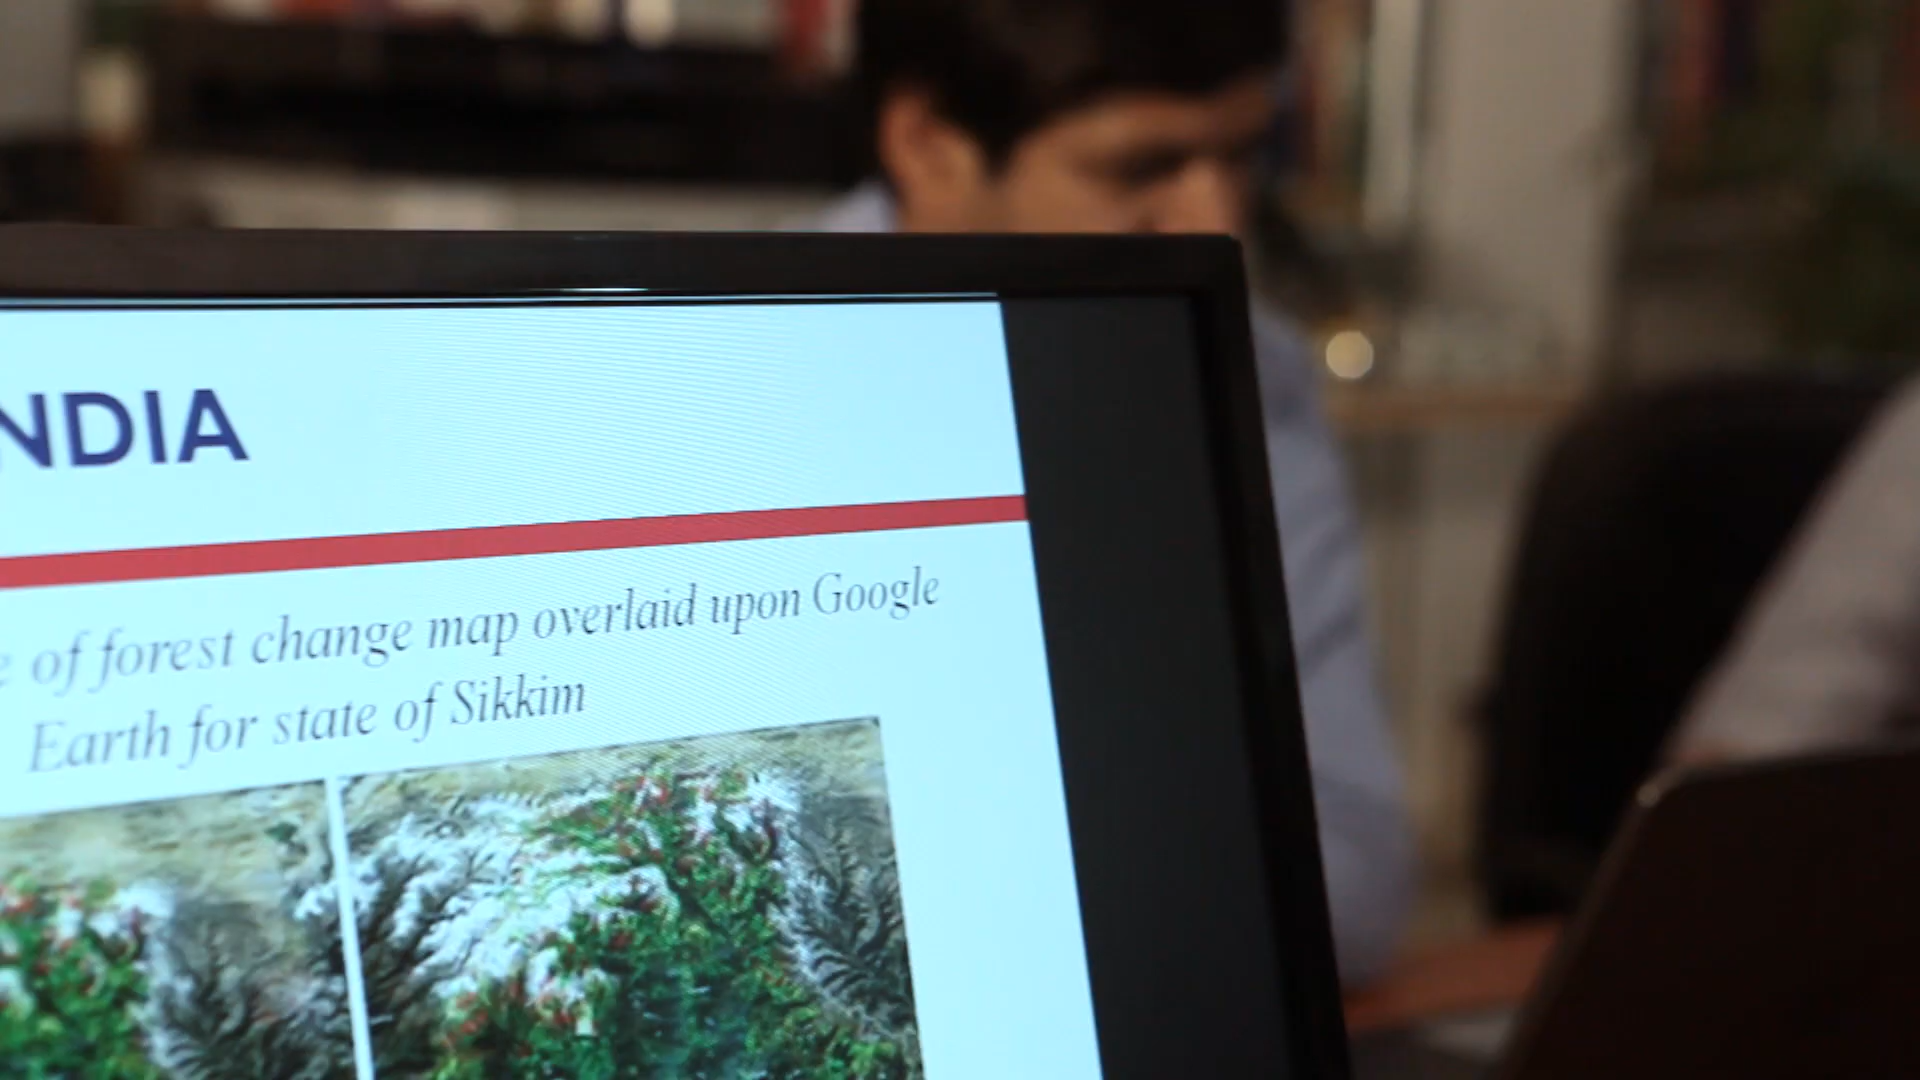 NDIA
of forest change map overlaid upon Google
Earth for state of Sikkim